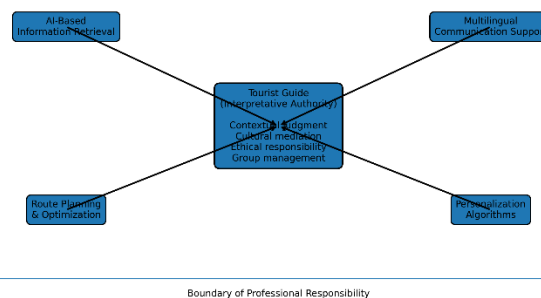 AI-Based
Information Retrieval
Multilingual
Communication Suppo
Tourist Guide
(Interpretative Authority)
Contextual judgment
Cultural mediation
Ethical responsibility
Group management
Route Planning
& Optimization
Personalization
Algorithms
Boundary of Professional Responsibility